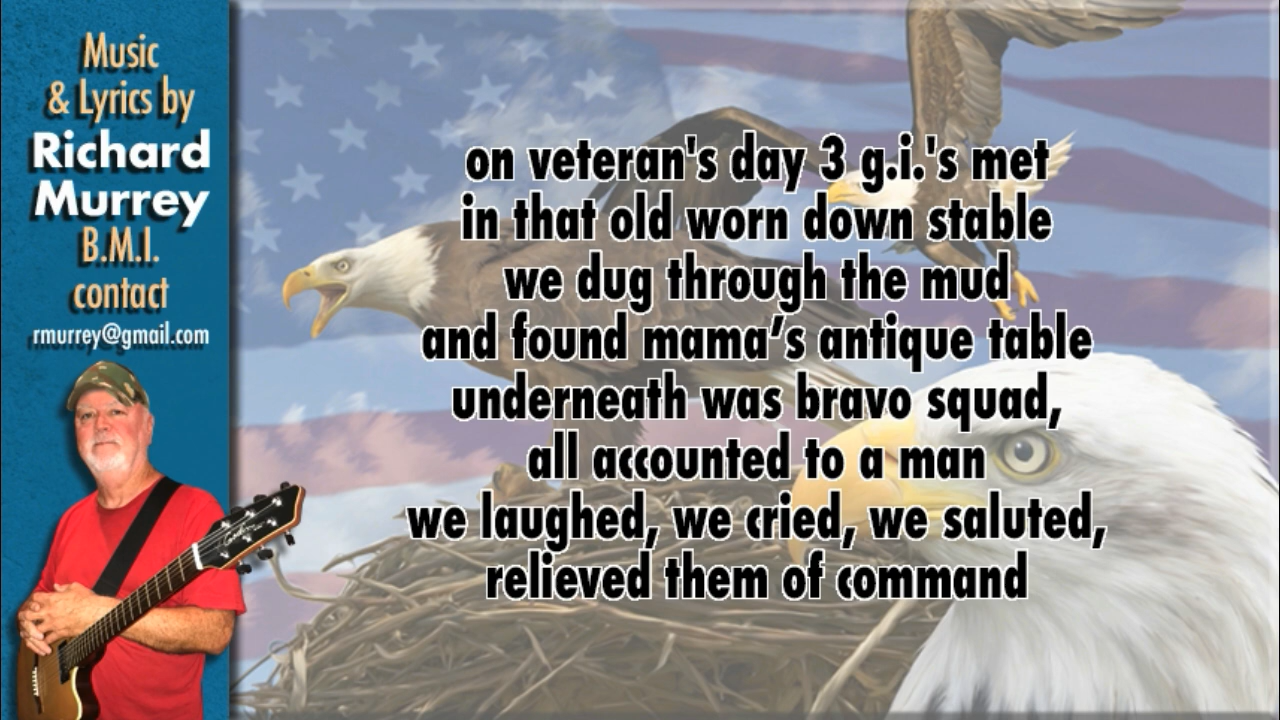 Music
& Lyrics by
Richard
Murrey
B.M.I.
contact
rmurrey@gmail.com
on veteran's day 3 g.i.'s met
in that old worn down stable
we dug through the mud
and found mama’s antique table
underneath was bravo squad,
all accounted to a man
we laughed, we cried, we saluted,
relieved them of command